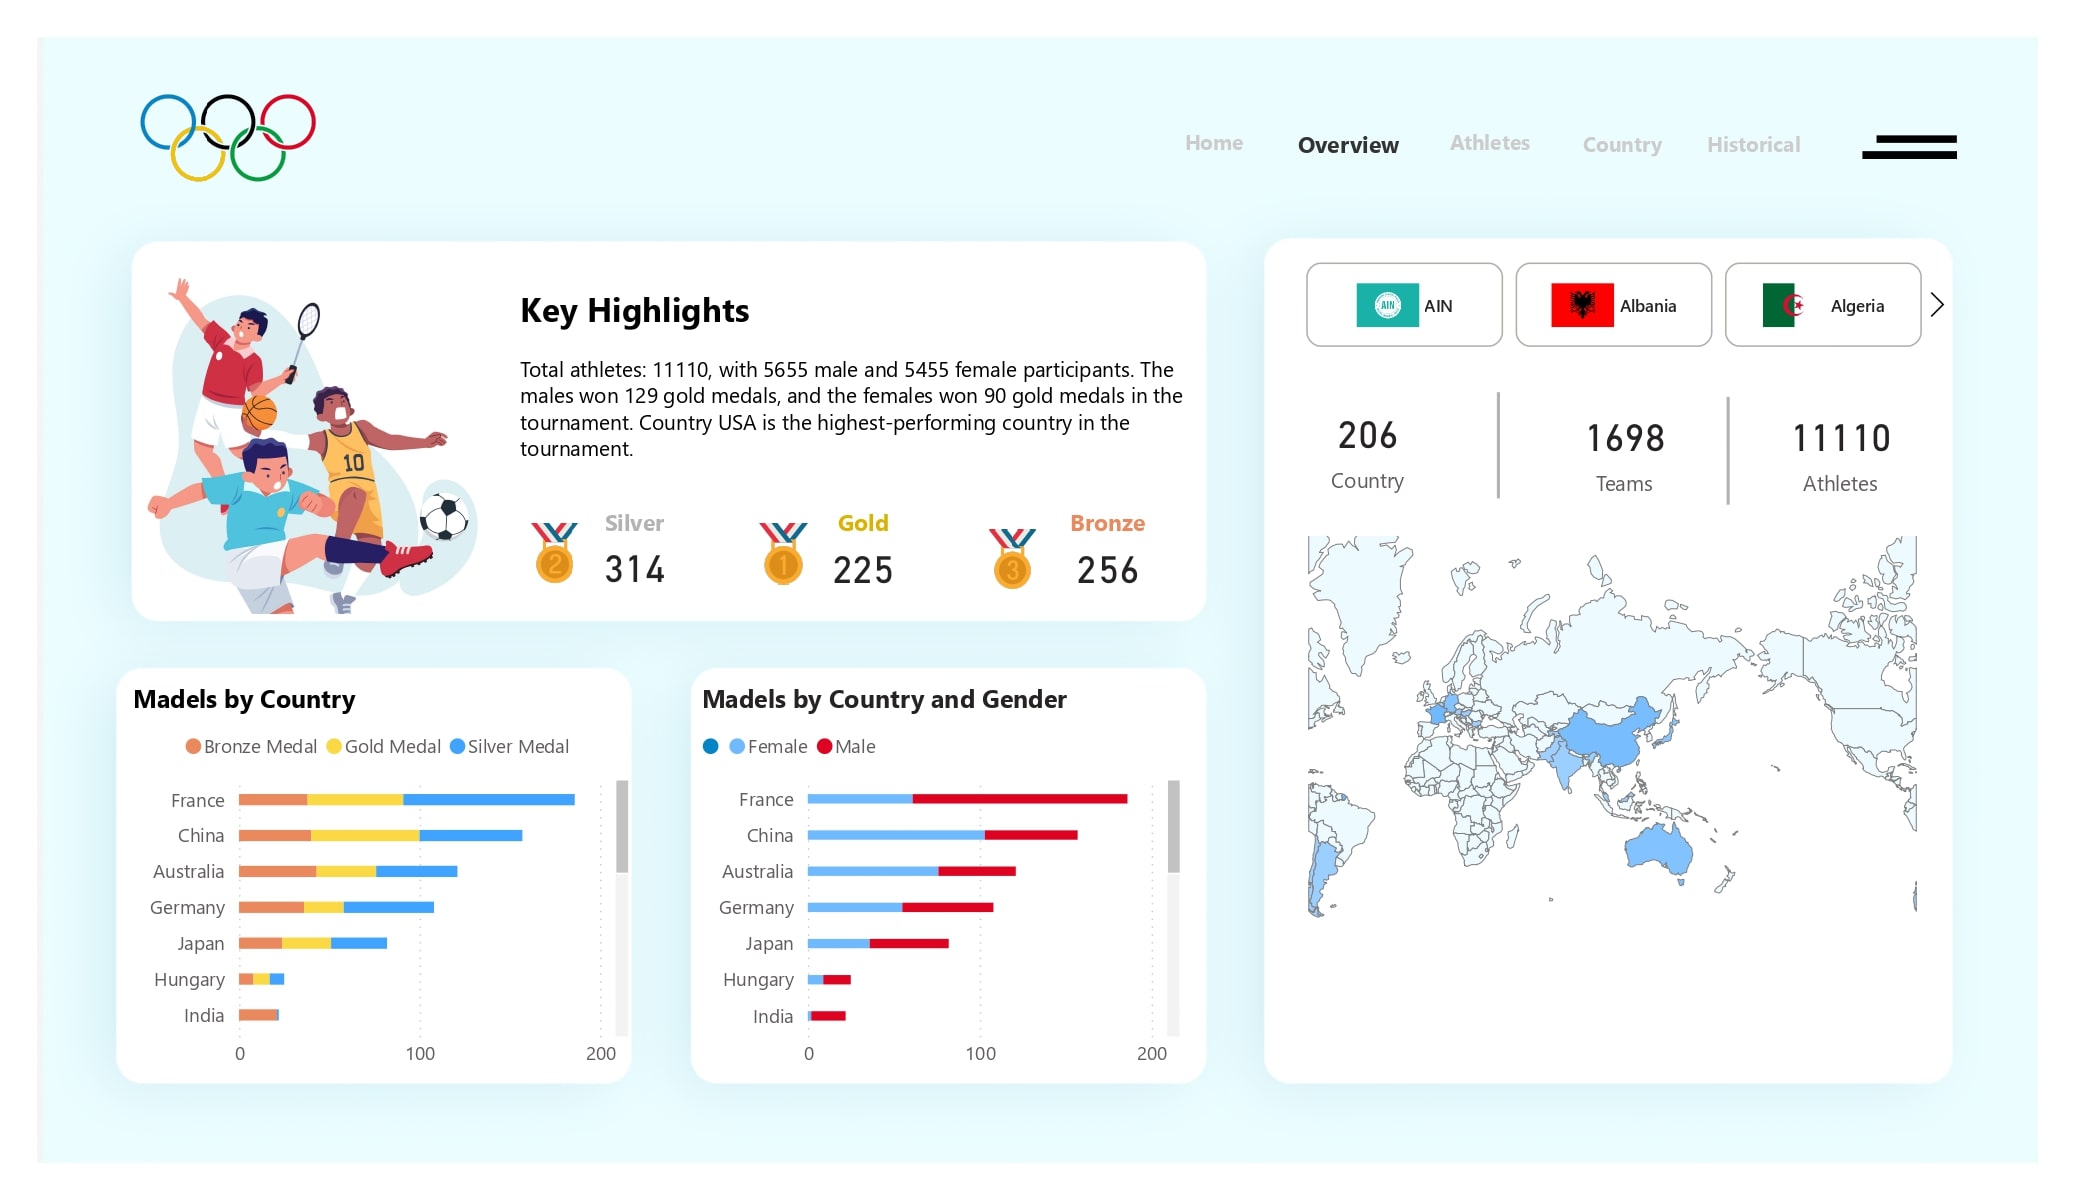 Home Overview Athletes Country Historical
Key Highlights
Total athletes: 11110, with 5655 male and 5455 female participants. The
males won 129 gold medals, and the females won 90 gold medals in the
tournament. Country USA is the highest-performing country in the
tournament.
10
2 Silver 1 Gold 3 Bronze
314 225 256
AIN AIN Albania Algeria
206 1698 11110
Country Teams Athletes
Madels by Country
Bronze Medal Gold Medal Silver Medal
France
China
Australia
Germany
Japan
Hungary
India
0 100 200
Madels by Country and Gender
Female Male
France
China
Australia
Germany
Japan
Hungary
India
0 100 200